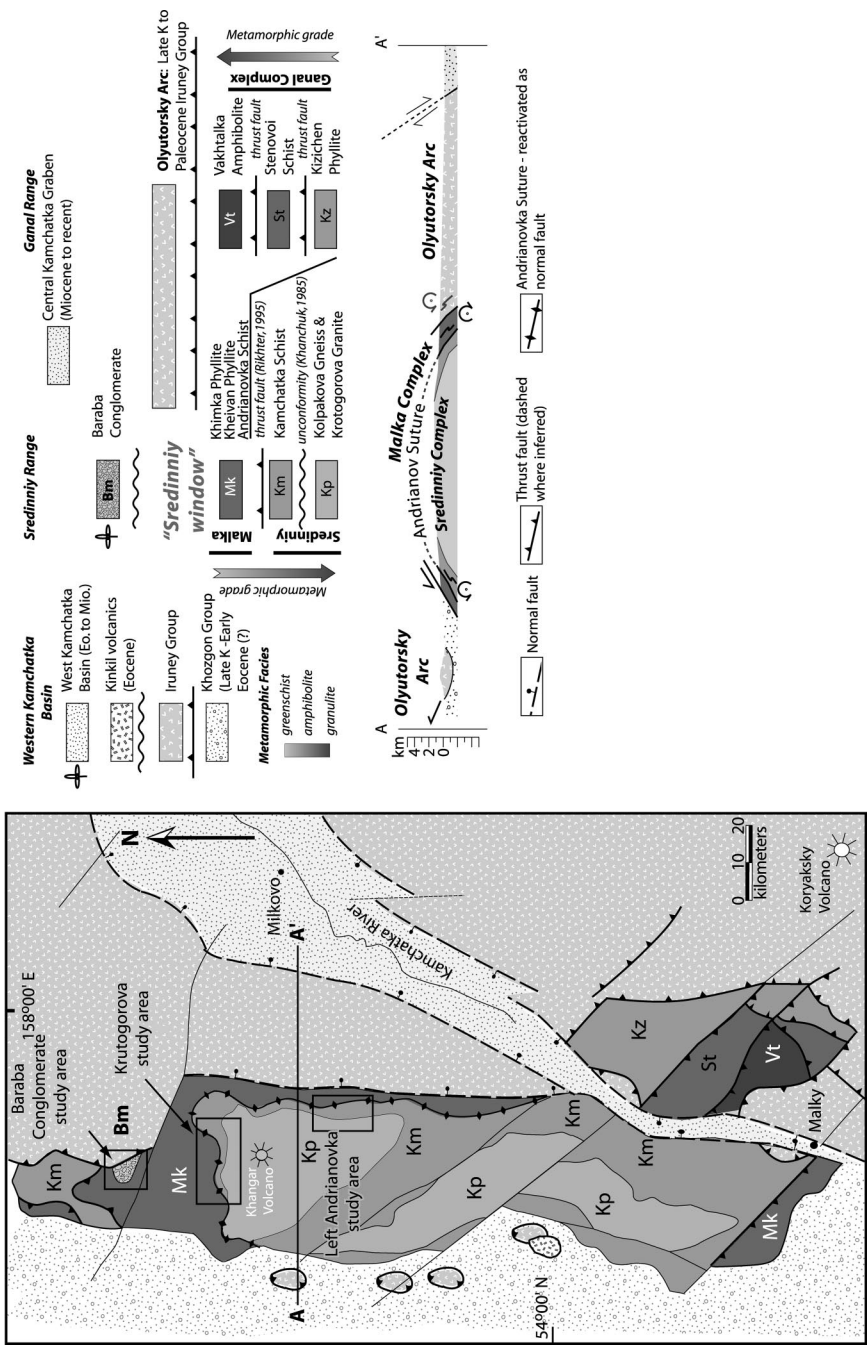 Western Kamchatka
Basin
West Kamchatka
Basin (Eo. to Mio.)
Kinkil volcanics
(Eocene)
Iruney Group
Khozgon Group
(Late K -Early
Eocene (?)
Metamorphic Facies
greenschist
amphibolite
granulite
Sredinniy Range
Bm
Baraba
Conglomerate
"Sredinniy
window"
Metamorphic grade
Malka
Sredinniy
Mk
Khimka Phyllite
Kheivan Phyllite
Andrianovka Schist
thrust fault (Rikhter, 1995)
Km
Kamchatka Schist
unconformity (Khanchuk, 1985)
Kp
Kolpakova Gneiss &
Krotogorova Granite
Ganal Range
Central Kamchatka Graben
(Miocene to recent)
Olyutorsky Arc: Late K to
Paleocene Iruney Group
Vt
Vakhtalka
Amphibolite
thrust fault
St
Stenovoi
Schist
thrust fault
Kz
Kizichen
Phyllite
Ganal Complex
Metamorphic grade
A
A'
km
4
2
0
Olyutorsky
Arc
Malka Complex
Andrianov Suture
Sredinniy Complex
Olyutorsky Arc
Normal fault
Thrust fault (dashed
where inferred)
Andrianovka Suture - reactivated as
normal fault
Baraba
Conglomerate
study area
158º00' E
Krutogorova
study area
N
Km
Bm
Mk
Milkovo
Khangar
Volcano
Kp
A
A'
Left Andrianovka
study area
Km
Kamchatka River
Kp
Km
54º00' N
Kz
Kp
Km
St
Vt
Mk
Malky
0 10 20
kilometers
Koryaksky
Volcano